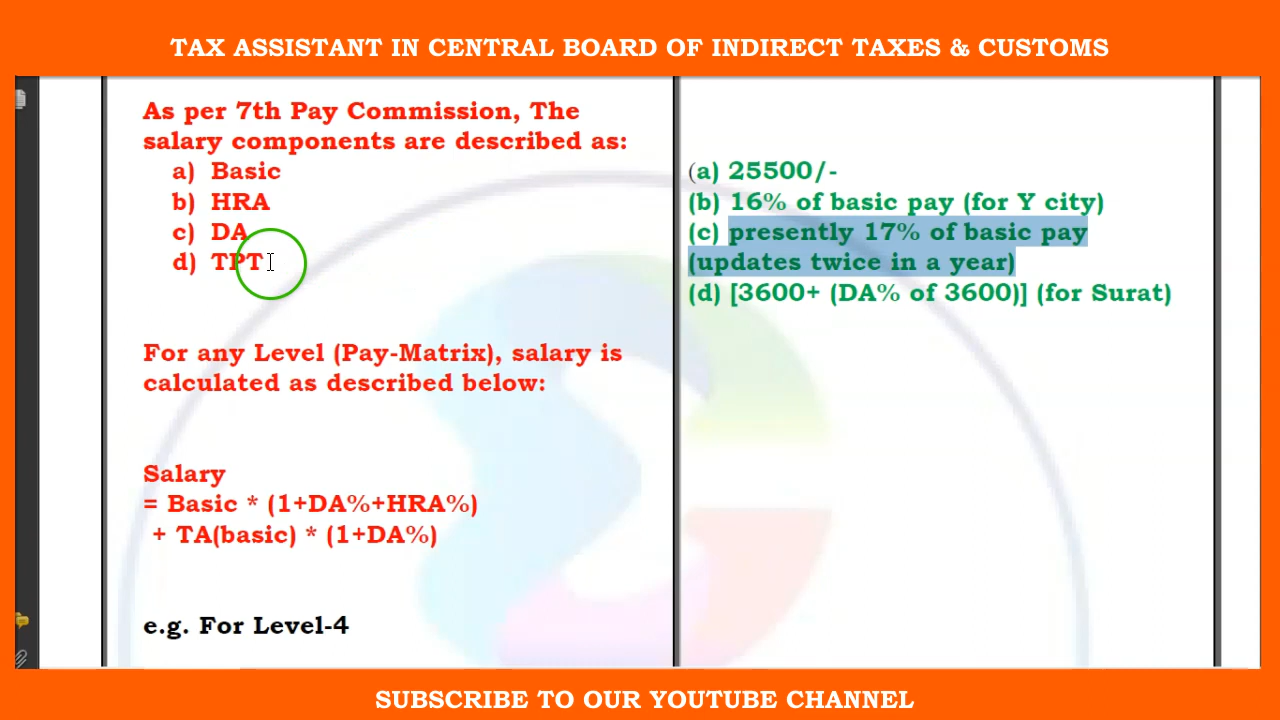 TAX ASSISTANT IN CENTRAL BOARD OF INDIRECT TAXES & CUSTOMS
As per 7th Pay Commission, The
salary components are described as:
a) Basic
b) HRA
c) DA
d) TPT
For any Level (Pay-Matrix), salary is
calculated as described below:
Salary
= Basic * (1+DA%+HRA%)
+ TA(basic) * (1+DA%)
e.g. For Level-4
(a) 25500/-
(b) 16% of basic pay (for Y city)
(c) presently 17% of basic pay
(updates twice in a year)
(d) [3600+ (DA% of 3600)] (for Surat)
SUBSCRIBE TO OUR YOUTUBE CHANNEL